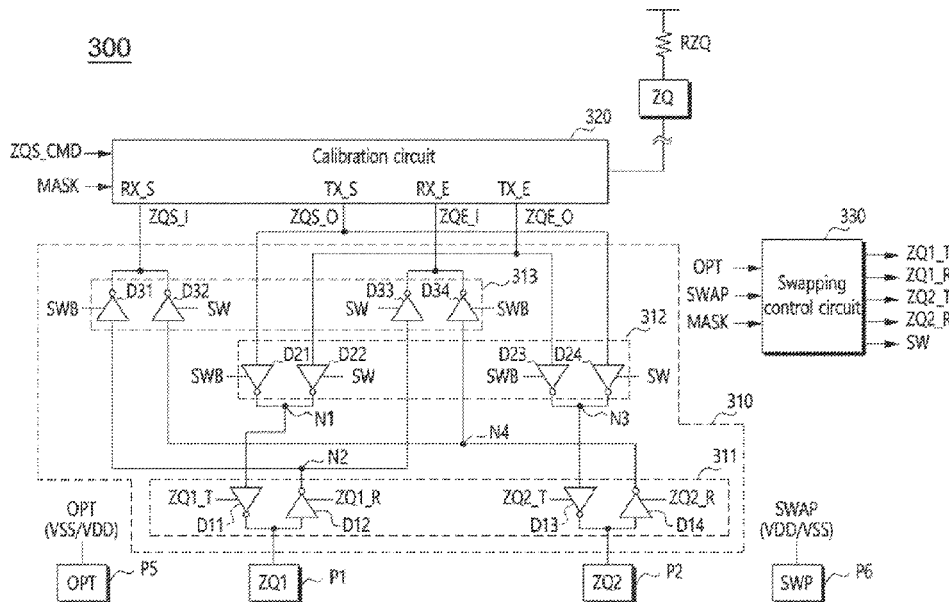 300
RZQ
ZQ
320
ZQS_CMD
Calibration circuit
MASK
RX_S TX_S RX_E TX_E
ZQS_I ZQS_O ZQE_I ZQE_O
330
OPT
SWAP
MASK
Swapping
control circuit
ZQ1_T
ZQ1_R
ZQ2_T
ZQ2_R
SW
313
D31 D32 D33 D34
SWB SW SW SWB
312
D21 D22 D23 D24
SWB SW SWB SW
N1 N3
310
N4
N2
311
ZQ1_T ZQ1_R ZQ2_T ZQ2_R
D11 D12 D13 D14
OPT
(VSS/VDD)
SWAP
(VDD/VSS)
OPT P5 ZQ1 P1 ZQ2 P2 SWP P6